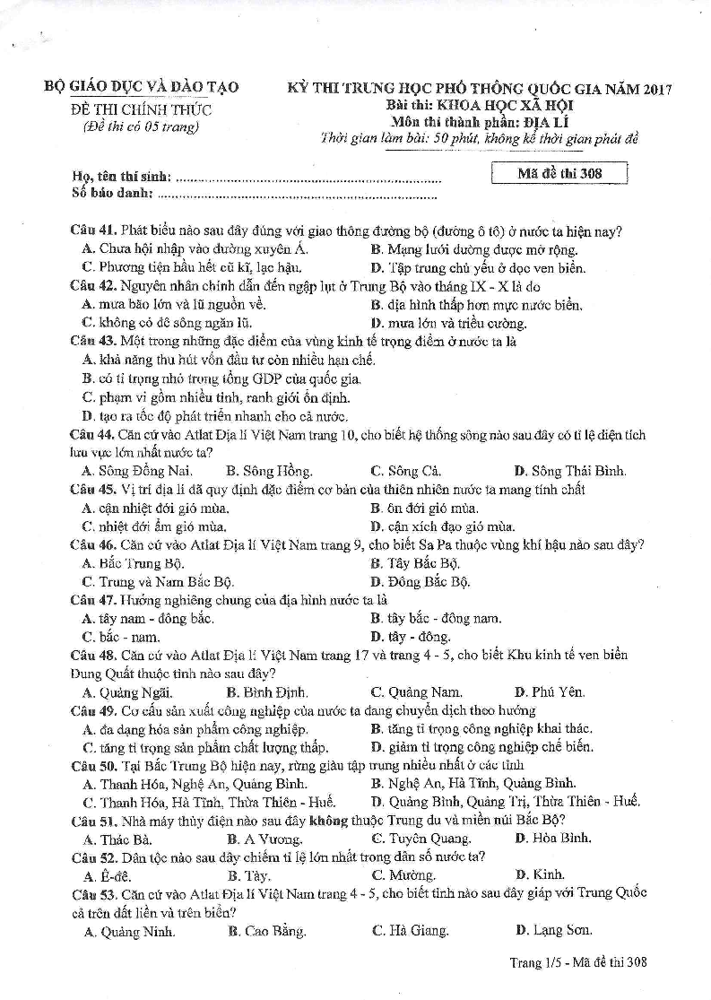 BỘ GIÁO DỤC VÀ ĐÀO TẠO
ĐỀ THI CHÍNH THỨC
(Đề thi có 05 trang)
KỲ THI TRUNG HỌC PHỔ THÔNG QUỐC GIA NĂM 2017
Bài thi: KHOA HỌC XÃ HỘI
Môn thi thành phần: ĐỊA LÍ
Thời gian làm bài: 50 phút, không kể thời gian phát đề
Họ, tên thí sinh: ...........................................................................
Số báo danh: ...............................................................................
Mã đề thi 308
Câu 41. Phát biểu nào sau đây đúng với giao thông đường bộ (đường ô tô) ở nước ta hiện nay?
A. Chưa hội nhập vào đường xuyên Á. B. Mạng lưới đường được mở rộng.
C. Phương tiện hầu hết cũ kĩ, lạc hậu. D. Tập trung chủ yếu ở dọc ven biển.
Câu 42. Nguyên nhân chính dẫn đến ngập lụt ở Trung Bộ vào tháng IX - X là do
A. mưa bão lớn và lũ nguồn về. B. địa hình thấp hơn mực nước biển.
C. không có đê sông ngăn lũ. D. mưa lớn và triều cường.
Câu 43. Một trong những đặc điểm của vùng kinh tế trọng điểm ở nước ta là
A. khả năng thu hút vốn đầu tư còn nhiều hạn chế.
B. có tỉ trọng nhỏ trong tổng GDP của quốc gia.
C. phạm vi gồm nhiều tỉnh, ranh giới ổn định.
D. tạo ra tốc độ phát triển nhanh cho cả nước.
Câu 44. Căn cứ vào Atlat Địa lí Việt Nam trang 10, cho biết hệ thống sông nào sau đây có tỉ lệ diện tích
lưu vực lớn nhất nước ta?
A. Sông Đồng Nai. B. Sông Hồng. C. Sông Cả. D. Sông Thái Bình.
Câu 45. Vị trí địa lí đã quy định đặc điểm cơ bản của thiên nhiên nước ta mang tính chất
A. cận nhiệt đới gió mùa. B. ôn đới gió mùa.
C. nhiệt đới ẩm gió mùa. D. cận xích đạo gió mùa.
Câu 46. Căn cứ vào Atlat Địa lí Việt Nam trang 9, cho biết Sa Pa thuộc vùng khí hậu nào sau đây?
A. Bắc Trung Bộ. B. Tây Bắc Bộ.
C. Trung và Nam Bắc Bộ. D. Đông Bắc Bộ.
Câu 47. Hướng nghiêng chung của địa hình nước ta là
A. tây nam - đông bắc. B. tây bắc - đông nam.
C. bắc - nam. D. tây - đông.
Câu 48. Căn cứ vào Atlat Địa lí Việt Nam trang 17 và trang 4 - 5, cho biết Khu kinh tế ven biển
Dung Quất thuộc tỉnh nào sau đây?
A. Quảng Ngãi. B. Bình Định. C. Quảng Nam. D. Phú Yên.
Câu 49. Cơ cấu sản xuất công nghiệp của nước ta đang chuyển dịch theo hướng
A. đa dạng hóa sản phẩm công nghiệp. B. tăng tỉ trọng công nghiệp khai thác.
C. tăng tỉ trọng sản phẩm chất lượng thấp. D. giảm tỉ trọng công nghiệp chế biến.
Câu 50. Tại Bắc Trung Bộ hiện nay, rừng giàu tập trung nhiều nhất ở các tỉnh
A. Thanh Hóa, Nghệ An, Quảng Bình. B. Nghệ An, Hà Tĩnh, Quảng Bình.
C. Thanh Hóa, Hà Tĩnh, Thừa Thiên - Huế. D. Quảng Bình, Quảng Trị, Thừa Thiên - Huế.
Câu 51. Nhà máy thủy điện nào sau đây không thuộc Trung du và miền núi Bắc Bộ?
A. Thác Bà. B. A Vương. C. Tuyên Quang. D. Hòa Bình.
Câu 52. Dân tộc nào sau đây chiếm tỉ lệ lớn nhất trong dân số nước ta?
A. Ê-đê. B. Tày. C. Mường. D. Kinh.
Câu 53. Căn cứ vào Atlat Địa lí Việt Nam trang 4 - 5, cho biết tỉnh nào sau đây giáp với Trung Quốc
cả trên đất liền và trên biển?
A. Quảng Ninh. B. Cao Bằng. C. Hà Giang. D. Lạng Sơn.
Trang 1/5 - Mã đề thi 308